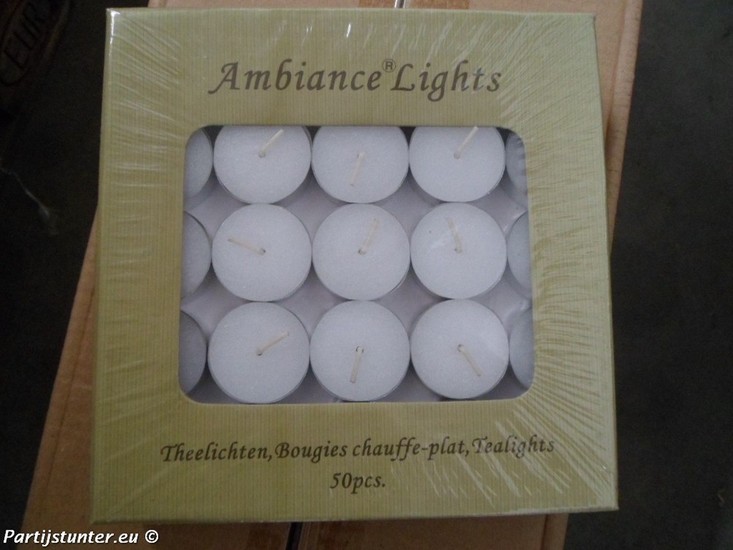 Ambiance® Lights
Theelichten, Bougies chauffe-plat, Tealights
50pcs.
Partijstunter.eu ©